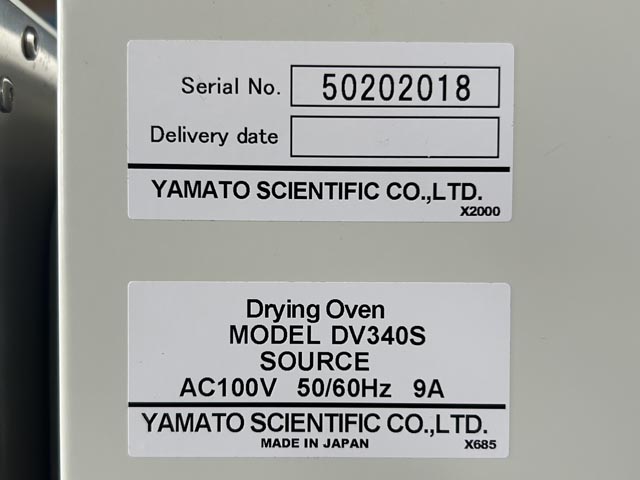 Serial No. 50202018
Delivery date
YAMATO SCIENTIFIC CO.,LTD.
X2000
Drying Oven
MODEL DV340S
SOURCE
AC100V 50/60Hz 9A
YAMATO SCIENTIFIC CO.,LTD.
MADE IN JAPAN X685